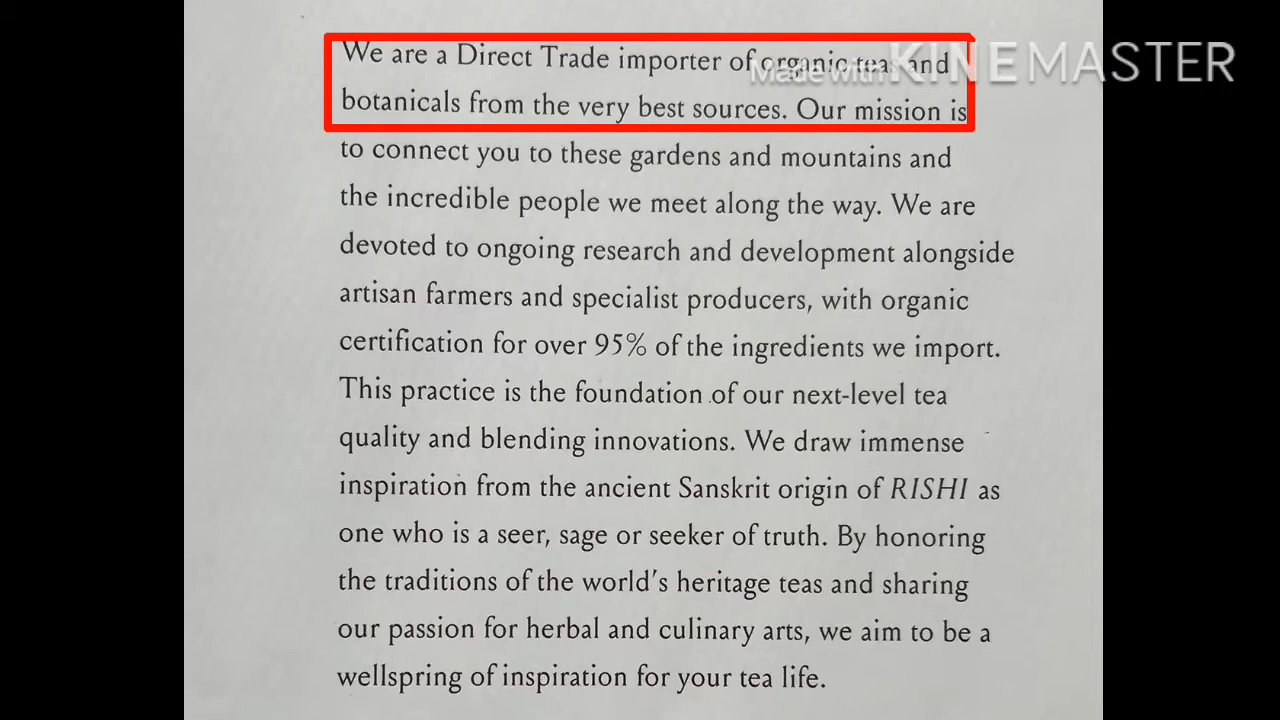 We are a Direct Trade importer of organic teas and
botanicals from the very best sources. Our mission is
to connect you to these gardens and mountains and
the incredible people we meet along the way. We are
devoted to ongoing research and development alongside
artisan farmers and specialist producers, with organic
certification for over 95% of the ingredients we import.
This practice is the foundation of our next-level tea
quality and blending innovations. We draw immense
inspiration from the ancient Sanskrit origin of RISHI as
one who is a seer, sage or seeker of truth. By honoring
the traditions of the world's heritage teas and sharing
our passion for herbal and culinary arts, we aim to be a
wellspring of inspiration for your tea life.
Made with KINEMASTER